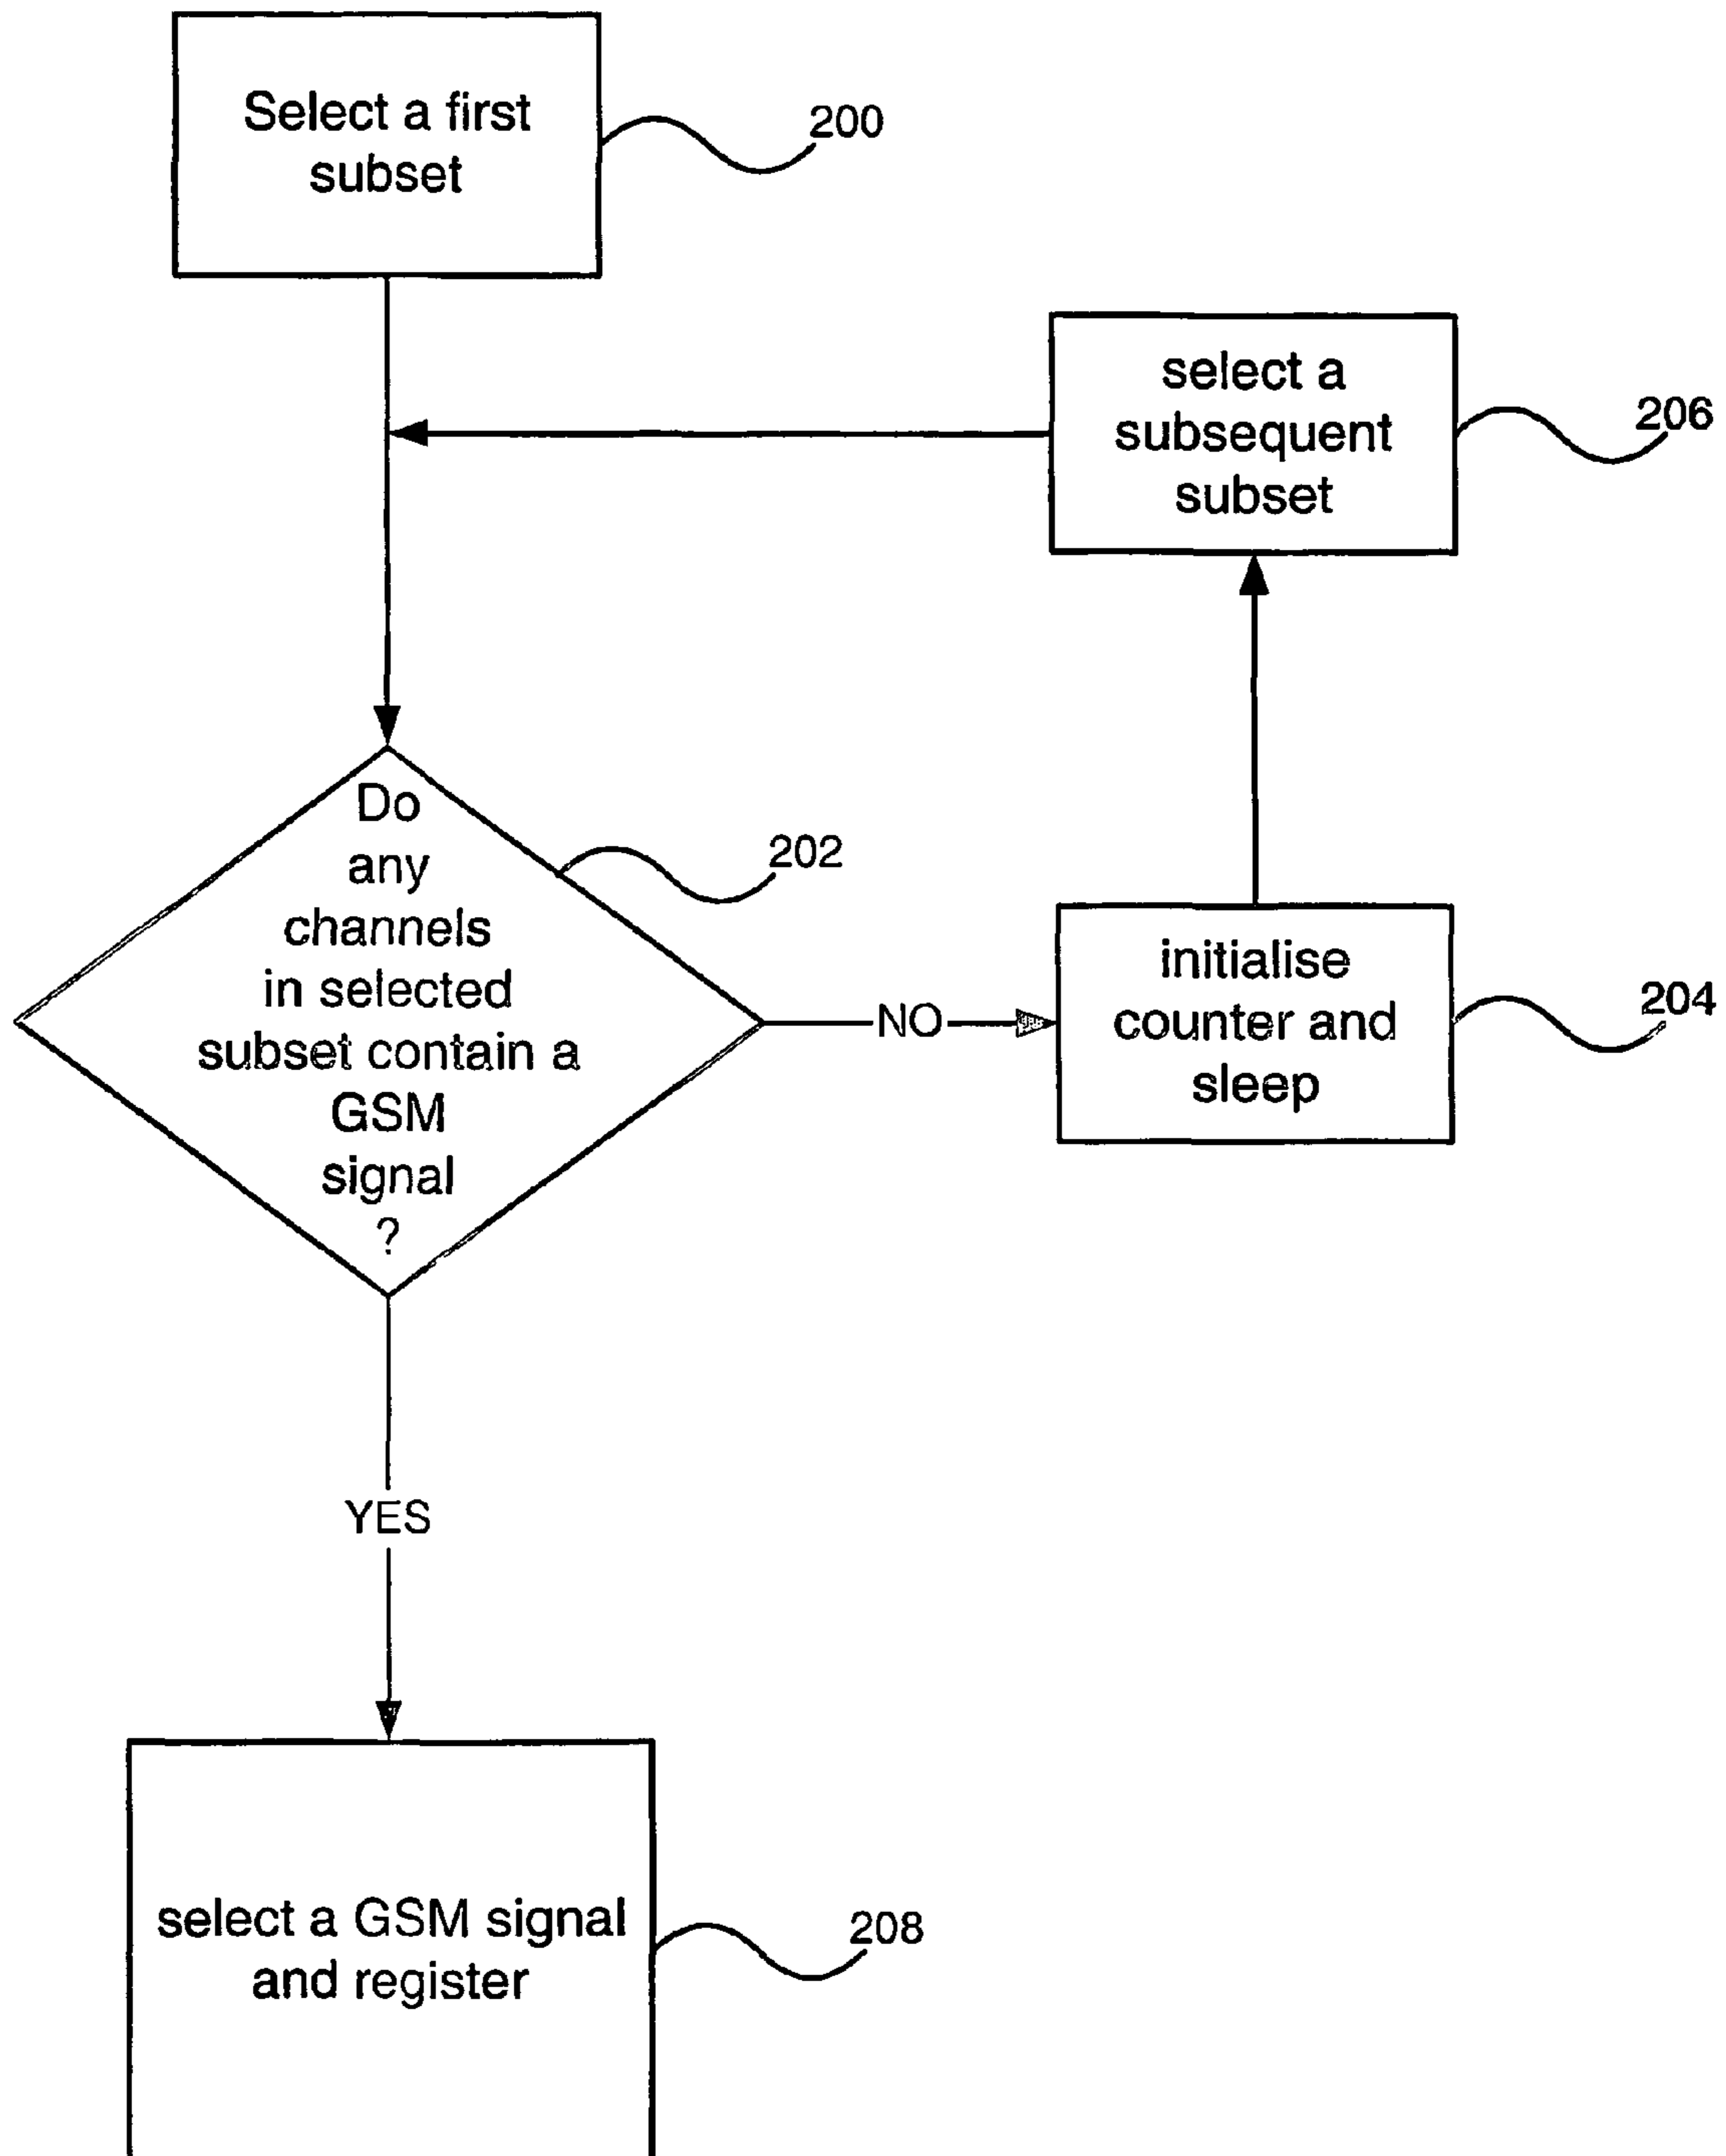 Select a first
subset
200
select a
subsequent
subset
206
Do
any
channels
in selected
subset contain a
GSM
signal
?
202
NO
initialise
counter and
sleep
204
YES
select a GSM signal
and register
208